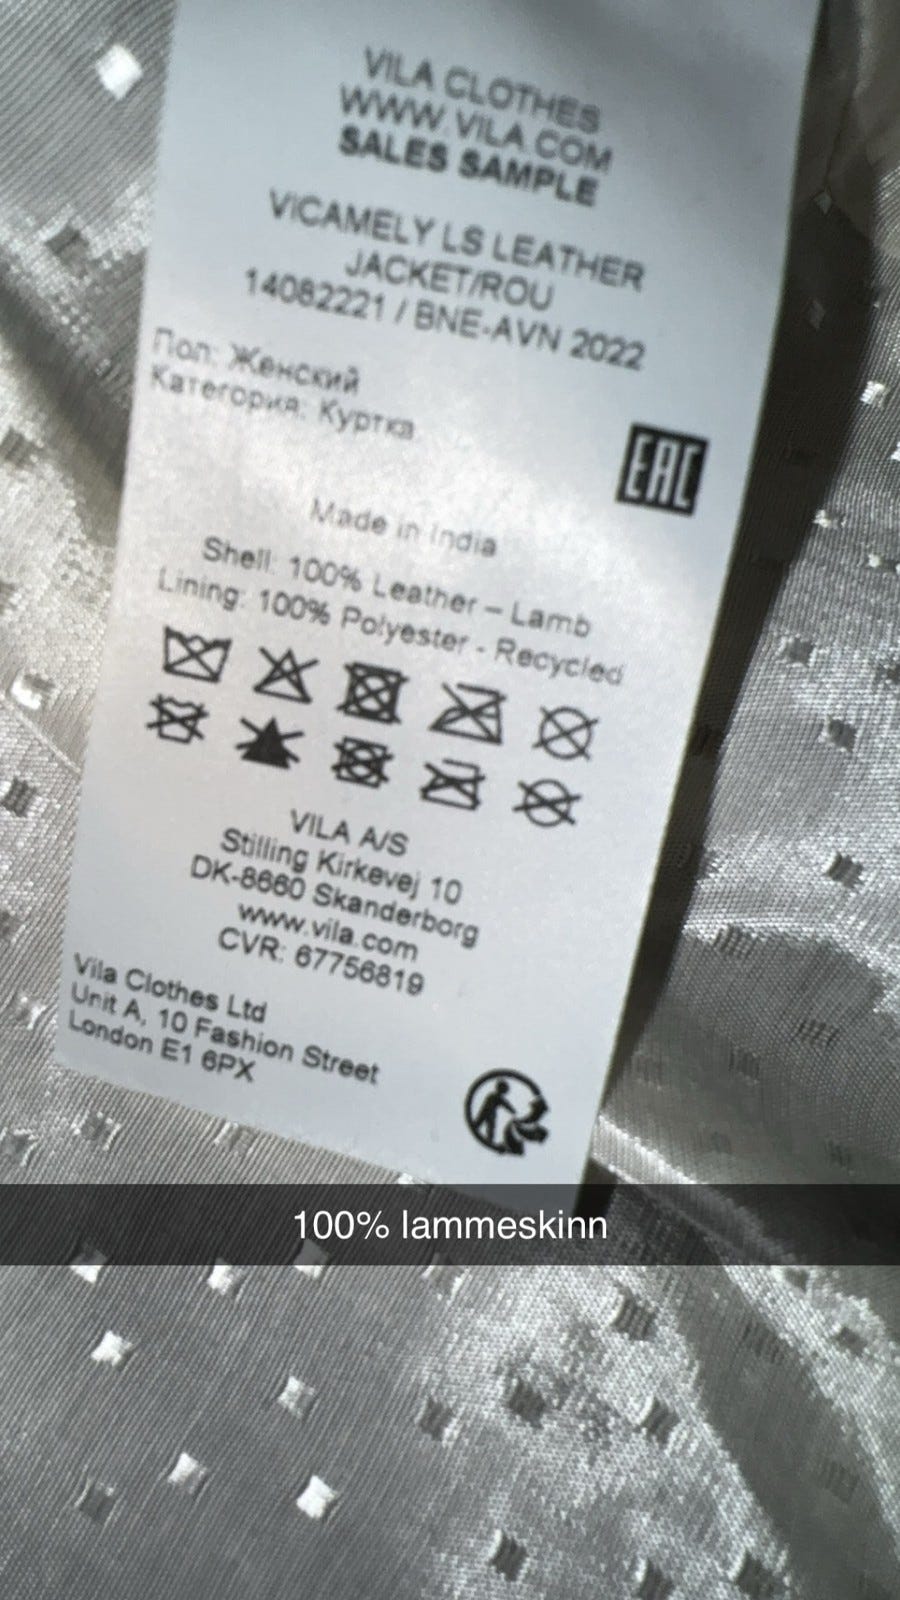 VILA CLOTHES
WWW.VILA.COM
SALES SAMPLE
VICAMELY LS LEATHER
JACKET/ROU
14082221 / BNE-AVN 2022
Пол: Женский
Категория: Куртка
EAC
Made in India
Shell: 100% Leather – Lamb
Lining: 100% Polyester - Recycled
VILA A/S
Stilling Kirkevej 10
DK-8660 Skanderborg
www.vila.com
CVR: 67756819
Vila Clothes Ltd
Unit A, 10 Fashion Street
London E1 6PX
100% lammeskinn